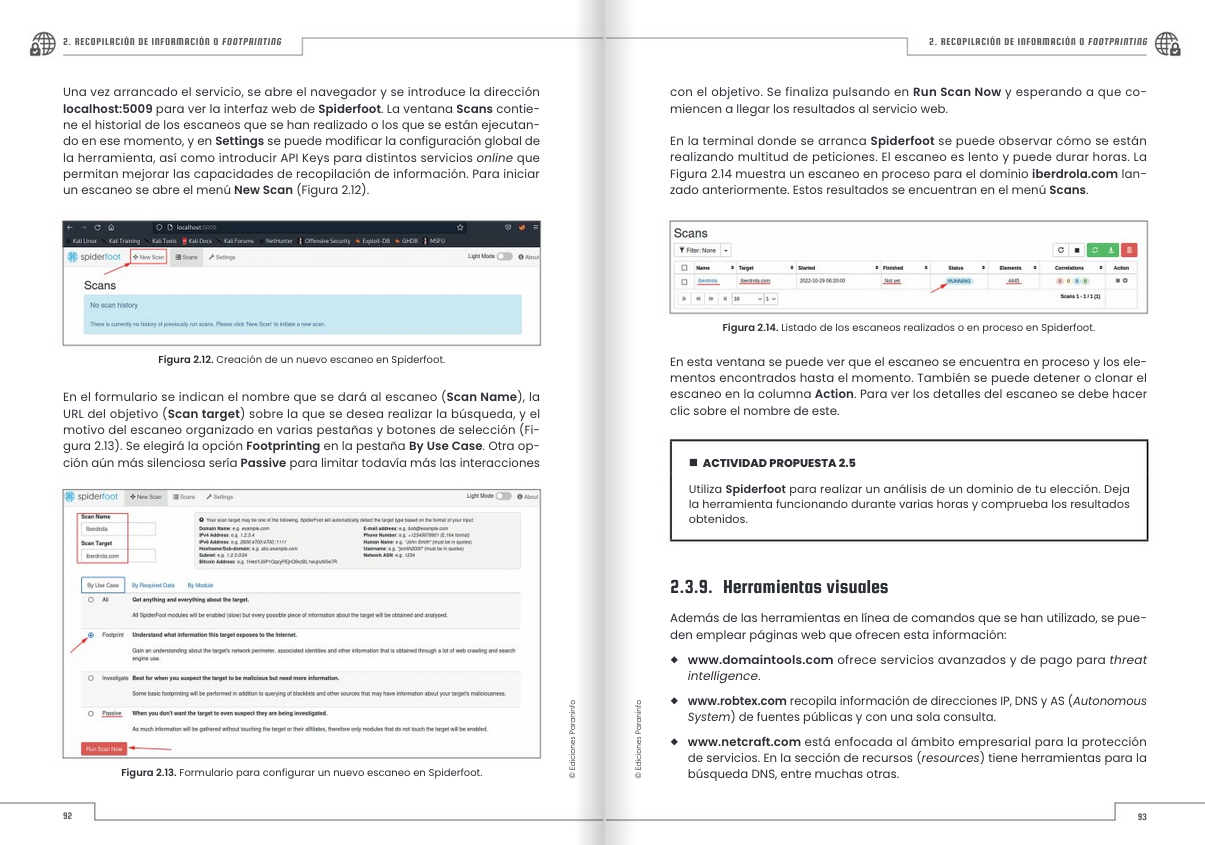 2. RECOPILACIÓN DE INFORMACIÓN O FOOTPRINTING
Una vez arrancado el servicio, se abre el navegador y se introduce la dirección
localhost:5009 para ver la interfaz web de Spiderfoot. La ventana Scans contie-
ne el historial de los escaneos que se han realizado o los que se están ejecutan-
do en ese momento, y en Settings se puede modificar la configuración global de
la herramienta, así como introducir API Keys para distintos servicios online que
permitan mejorar las capacidades de recopilación de información. Para iniciar
un escaneo se abre el menú New Scan (Figura 2.12).
localhost:5009
Kali Linux Kali Training Kali Tools Kali Docs Kali Forums NetHunter Offensive Security Exploit-DB GHDB MSFU
spiderfoot New Scan Scans Settings Light Mode About
Scans
No scan history
There is currently no history of previously run scans. Please click 'New Scan' to initiate a new scan.
Figura 2.12. Creación de un nuevo escaneo en Spiderfoot.
En el formulario se indican el nombre que se dará al escaneo (Scan Name), la
URL del objetivo (Scan target) sobre la que se desea realizar la búsqueda, y el
motivo del escaneo organizado en varias pestañas y botones de selección (Fi-
gura 2.13). Se elegirá la opción Footprinting en la pestaña By Use Case. Otra op-
ción aún más silenciosa sería Passive para limitar todavía más las interacciones
spiderfoot New Scan Scans Settings Light Mode About
Scan Name
Iberdrola
Scan Target
iberdrola.com
Your scan target may be one of the following. SpiderFoot will automatically detect the target type based on the format of your input:
Domain Name: e.g. example.com
IPv4 Address: e.g. 1.2.3.4
IPv6 Address: e.g. 2606:4700:4700::1111
Hostname/Sub-domain: e.g. abc.example.com
Subnet: e.g. 1.2.3.0/24
Bitcoin Address: e.g.
E-mail address: e.g. bob@example.com
Phone Number: e.g. +12345678901 (E.164 format)
Human Name: e.g. "John Smith" (must be in quotes)
Username: e.g. "jsmith2000" (must be in quotes)
Network ASN: e.g. 1234
By Use Case By Required Data By Module
All Get anything and everything about the target.
All SpiderFoot modules will be enabled (slow) but every possible piece of information about the target will be obtained and analysed.
Footprint Understand what information this target exposes to the Internet.
Gain an understanding about the target's network perimeter, associated identities and other information that is obtained through a lot of web crawling and search
engine use.
Investigate Best for when you suspect the target to be malicious but need more information.
Some basic footprinting will be performed in addition to querying of blacklists and other sources that may have information about your target's maliciousness.
Passive When you don't want the target to even suspect they are being investigated.
As much information will be gathered without touching the target or their affiliates, therefore only modules that do not touch the target will be enabled.
Run Scan Now
Figura 2.13. Formulario para configurar un nuevo escaneo en Spiderfoot.
© Ediciones Paraninfo
92
2. RECOPILACIÓN DE INFORMACIÓN O FOOTPRINTING
con el objetivo. Se finaliza pulsando en Run Scan Now y esperando a que co-
miencen a llegar los resultados al servicio web.
En la terminal donde se arranca Spiderfoot se puede observar cómo se están
realizando multitud de peticiones. El escaneo es lento y puede durar horas. La
Figura 2.14 muestra un escaneo en proceso para el dominio iberdrola.com lan-
zado anteriormente. Estos resultados se encuentran en el menú Scans.
Scans
Filter: None
Name Target Started Finished Status Elements Correlations Action
Iberdrola iberdrola.com 2022-10-29 06:20:00 Not yet RUNNING 4445 0 0 0 0
10 1 Scans 1 - 1 / 1 (1)
Figura 2.14. Listado de los escaneos realizados o en proceso en Spiderfoot.
En esta ventana se puede ver que el escaneo se encuentra en proceso y los ele-
mentos encontrados hasta el momento. También se puede detener o clonar el
escaneo en la columna Action. Para ver los detalles del escaneo se debe hacer
clic sobre el nombre de este.
■ ACTIVIDAD PROPUESTA 2.5
Utiliza Spiderfoot para realizar un análisis de un dominio de tu elección. Deja
la herramienta funcionando durante varias horas y comprueba los resultados
obtenidos.
2.3.9. Herramientas visuales
Además de las herramientas en línea de comandos que se han utilizado, se pue-
den emplear páginas web que ofrecen esta información:
◆ www.domaintools.com ofrece servicios avanzados y de pago para threat
intelligence.
◆ www.robtex.com recopila información de direcciones IP, DNS y AS (Autonomous
System) de fuentes públicas y con una sola consulta.
◆ www.netcraft.com está enfocada al ámbito empresarial para la protección
de servicios. En la sección de recursos (resources) tiene herramientas para la
búsqueda DNS, entre muchas otras.
© Ediciones Paraninfo
93